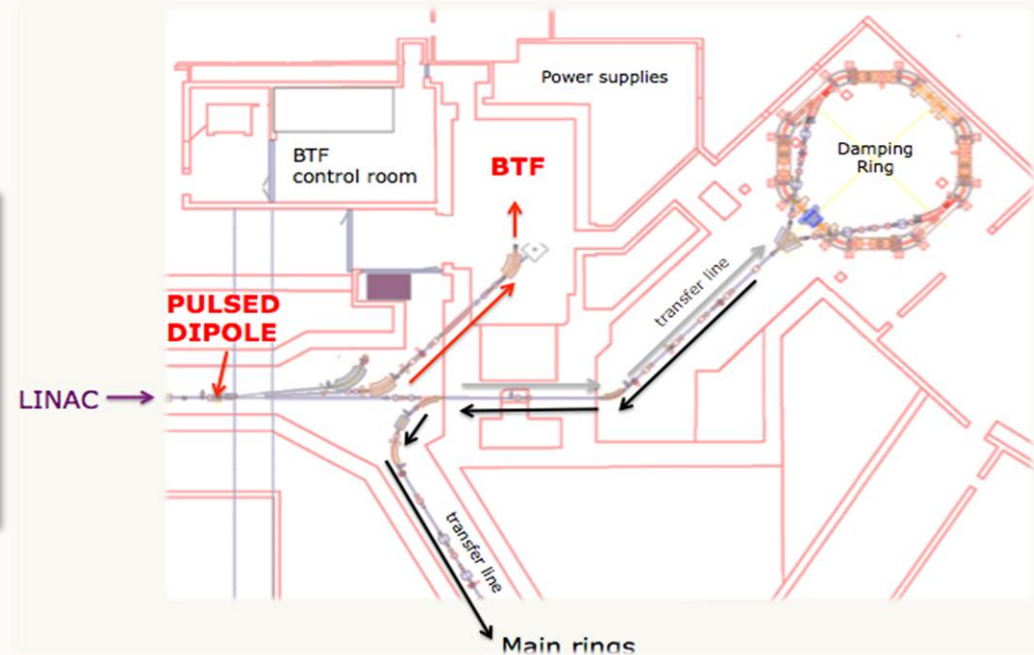 Power supplies
BTF
control room
BTF
Damping
Ring
transfer line
PULSED
DIPOLE
LINAC
transfer line
Main rings